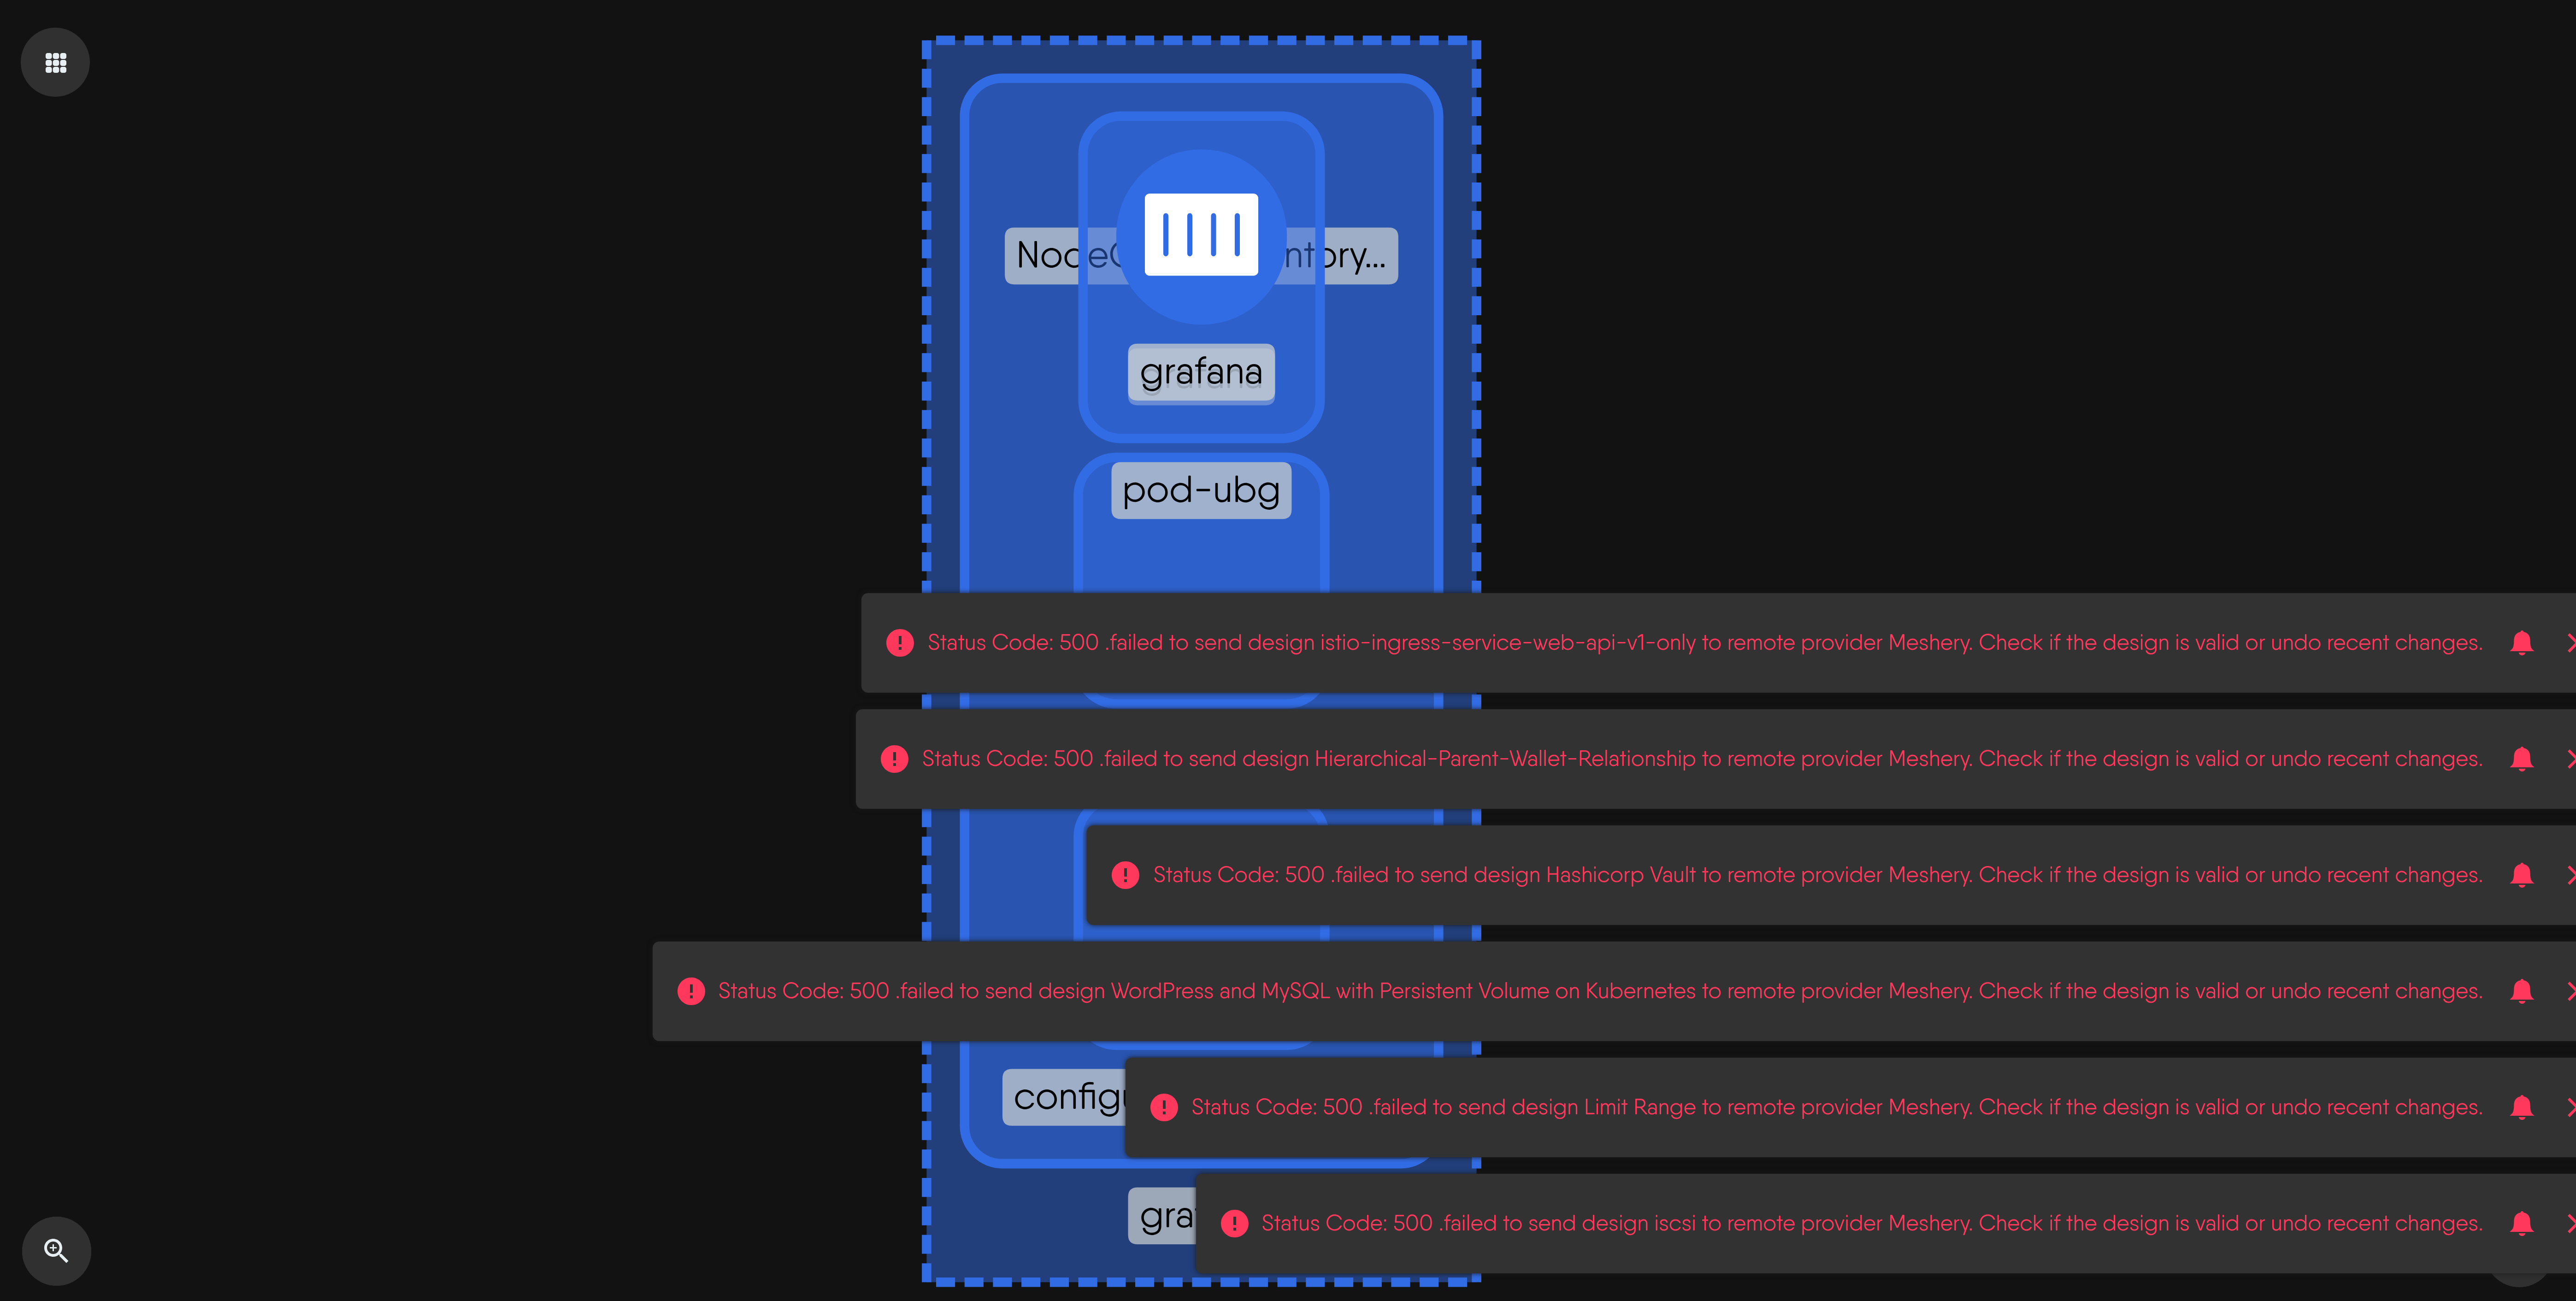 ory...
grafana
pod-ubg
Status Code: 500 .failed to send design istio-ingress-service-web-api-v1-only to remote provider Meshery. Check if the design is valid or undo recent changes.
Status Code: 500 .failed to send design Hierarchical-Parent-Wallet-Relationship to remote provider Meshery. Check if the design is valid or undo recent changes.
Status Code: 500 .failed to send design Hashicorp Vault to remote provider Meshery. Check if the design is valid or undo recent changes.
Status Code: 500 .failed to send design WordPress and MySQL with Persistent Volume on Kubernetes to remote provider Meshery. Check if the design is valid or undo recent changes.
Status Code: 500 .failed to send design Limit Range to remote provider Meshery. Check if the design is valid or undo recent changes.
Status Code: 500 .failed to send design iscsi to remote provider Meshery. Check if the design is valid or undo recent changes.